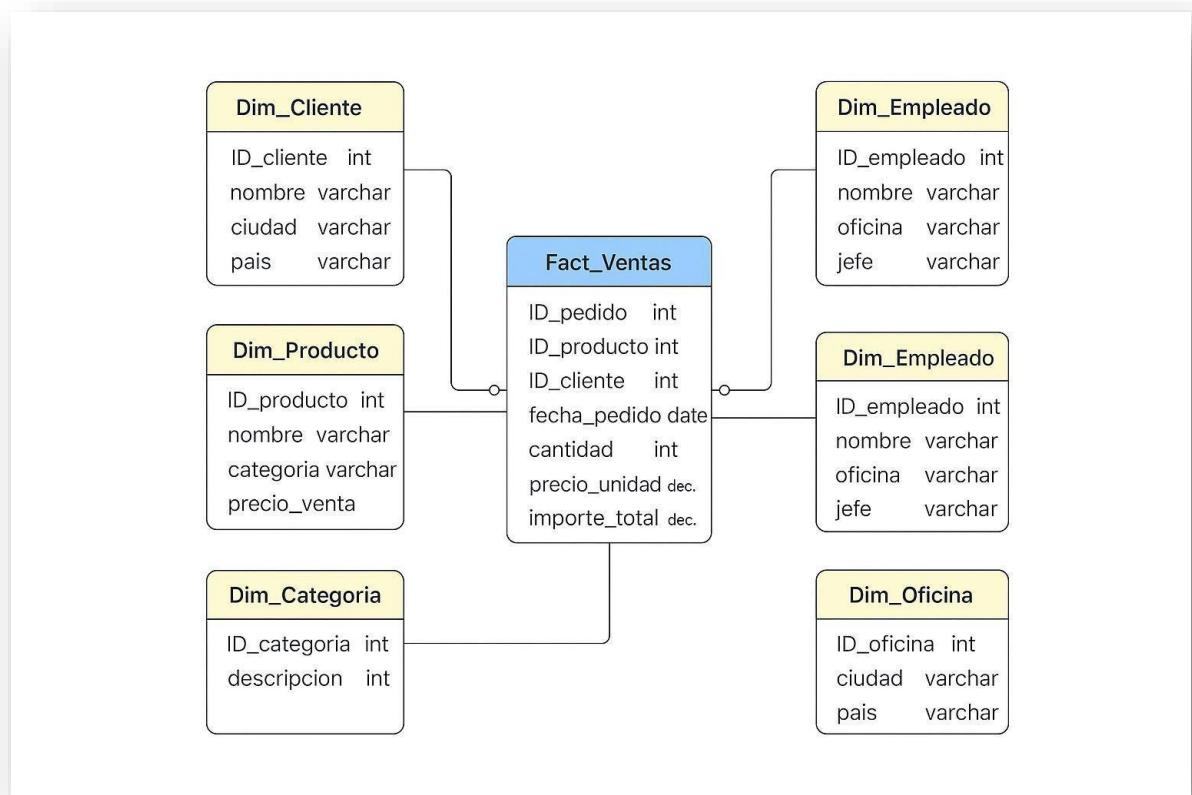 Dim_Cliente
ID_cliente int
nombre varchar
ciudad varchar
pais varchar
Dim_Producto
ID_producto int
nombre varchar
categoria varchar
precio_venta
Dim_Categoria
ID_categoria int
descripcion int
Fact_Ventas
ID_pedido int
ID_producto int
ID_cliente int
fecha_pedido date
cantidad int
precio_unidad dec.
importe_total dec.
Dim_Empleado
ID_empleado int
nombre varchar
oficina varchar
jefe varchar
Dim_Empleado
ID_empleado int
nombre varchar
oficina varchar
jefe varchar
Dim_Oficina
ID_oficina int
ciudad varchar
pais varchar